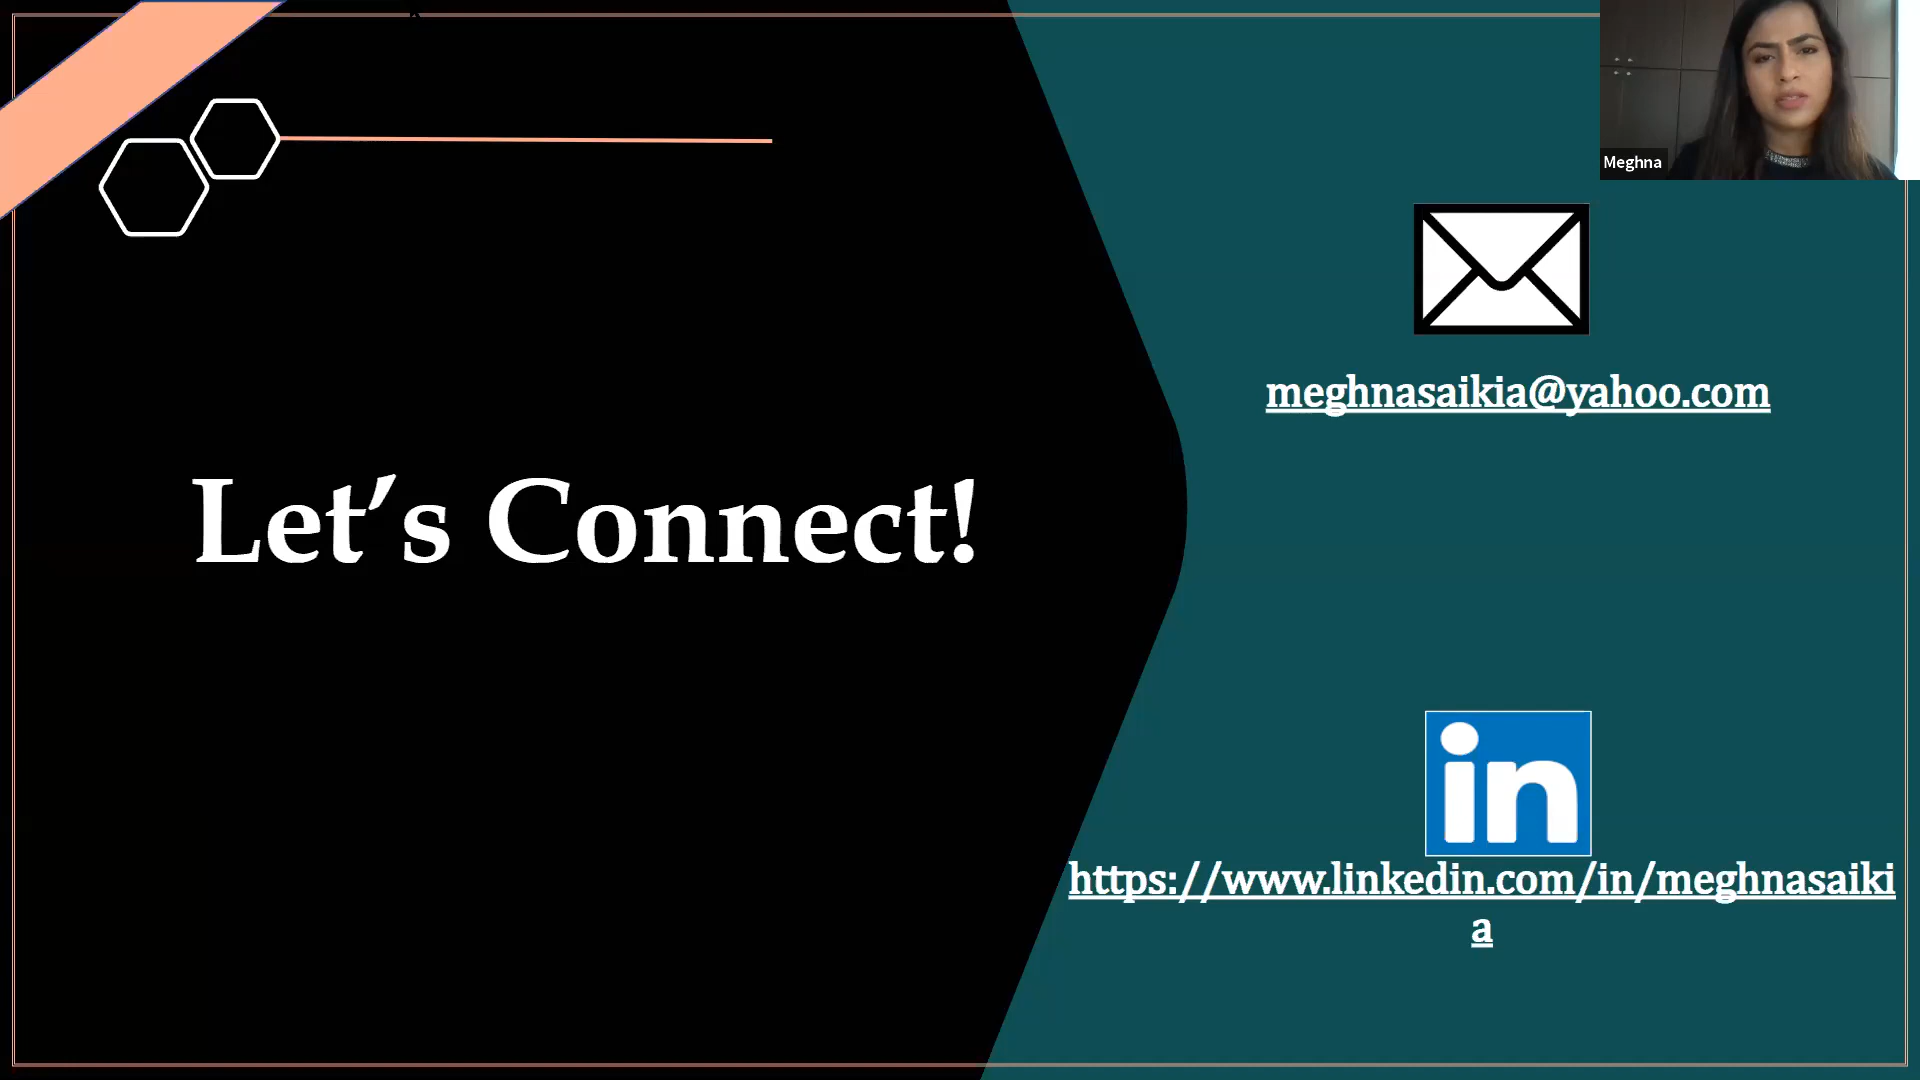 Meghna
meghnasaikia@yahoo.com
Let’s Connect!
in
https://www.linkedin.com/in/meghnasaiki
a